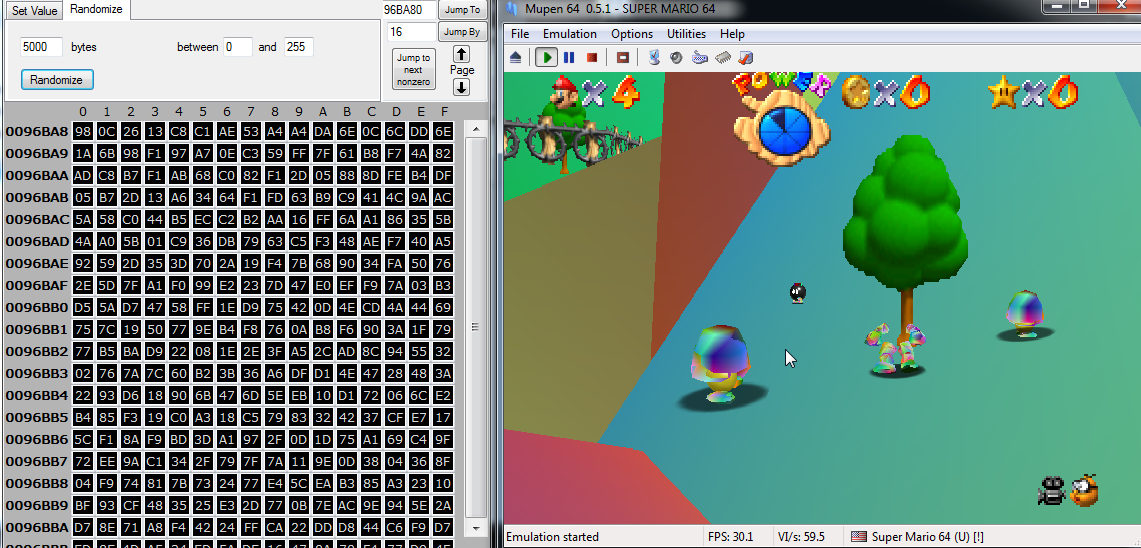 Set Value Randomize
96BA80 Jump To
16 Jump By
5000 bytes between 0 and 255
Jump to next nonzero
Page
Randomize
0 1 2 3 4 5 6 7 8 9 A B C D E F
0096BA8 98 0C 26 13 C8 C1 AE 53 A4 A4 DA 6E 0C 6C DD 6E
0096BA9 1A 6B 98 F1 97 A7 0E C3 59 FF 7F 61 B8 F7 4A 82
0096BAA AD C8 B7 F1 AB 68 C0 82 F1 2D 05 88 8D FE B4 DF
0096BAB 05 B7 2D 13 A6 34 64 F1 FD 63 B9 C9 41 4C 9A AC
0096BAC 5A 58 C0 44 B5 EC C2 B2 AA 16 FF 6A A1 86 35 5B
0096BAD 4A A0 5B 01 C9 36 DB 79 63 C5 F3 48 AE F7 40 A5
0096BAE 92 59 2D 35 3D 70 2A 19 F4 7B 68 90 34 FA 50 76
0096BAF 2E 5D 7F A1 F0 99 E2 23 7D 47 E0 EF F9 7A 03 B3
0096BB0 D5 5A D7 47 58 FF 1E D9 75 42 0D 4E CD 4A 44 69
0096BB1 75 7C 19 50 77 9E B4 F8 76 0A B8 F6 90 3A 1F 79
0096BB2 77 B5 BA D9 22 08 1E 2E 3F A5 2C AD 8C 94 55 32
0096BB3 02 76 7A 7C 60 B2 3B 36 A6 DF D1 4E 47 28 48 3A
0096BB4 22 93 D6 18 90 6B 47 6D 5E EB 10 D1 72 06 6C E2
0096BB5 B4 85 F3 19 C0 A3 18 C5 79 83 32 42 37 CF E7 17
0096BB6 5C F1 8A F9 BD 3D A1 97 2F 0D 1D 75 A1 69 C4 9F
0096BB7 72 EE 9A C1 34 2F 79 7F 7A 11 9E 0D 38 04 36 8F
0096BB8 04 F9 74 81 7B 73 24 77 E4 5C EA B3 85 A3 23 10
0096BB9 BF 93 CF 48 35 25 E3 2D 77 0B 7E AC 9E 94 5E 2A
0096BBA D7 8E 71 A8 F4 42 24 FF CA 22 DD D8 44 C6 F9 D7
Mupen 64 0.5.1 - SUPER MARIO 64
File Emulation Options Utilities Help
×4 POWER ×0 ×0
Emulation started FPS: 30.1 VI/s: 59.5 Super Mario 64 (U) [!]